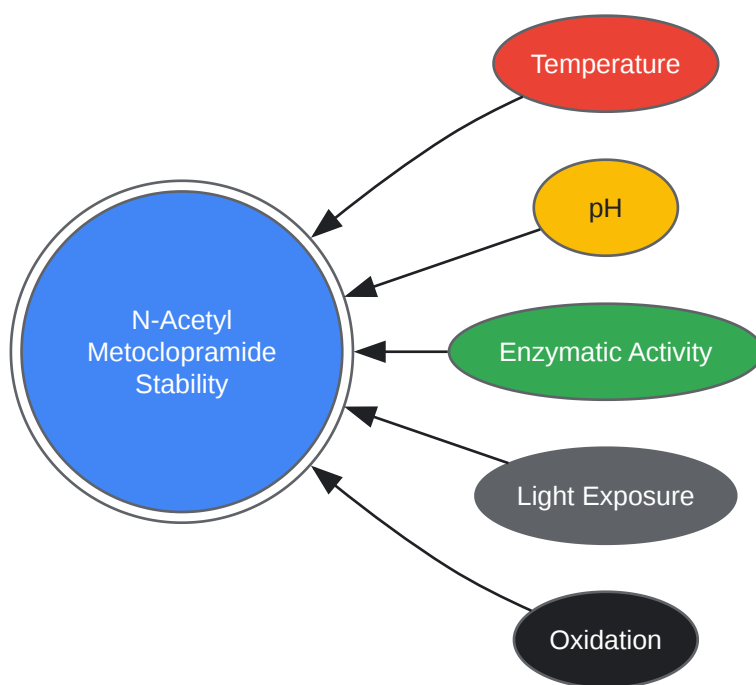 Temperature
pH
N-Acetyl
Metoclopramide
Stability
Enzymatic Activity
Light Exposure
Oxidation